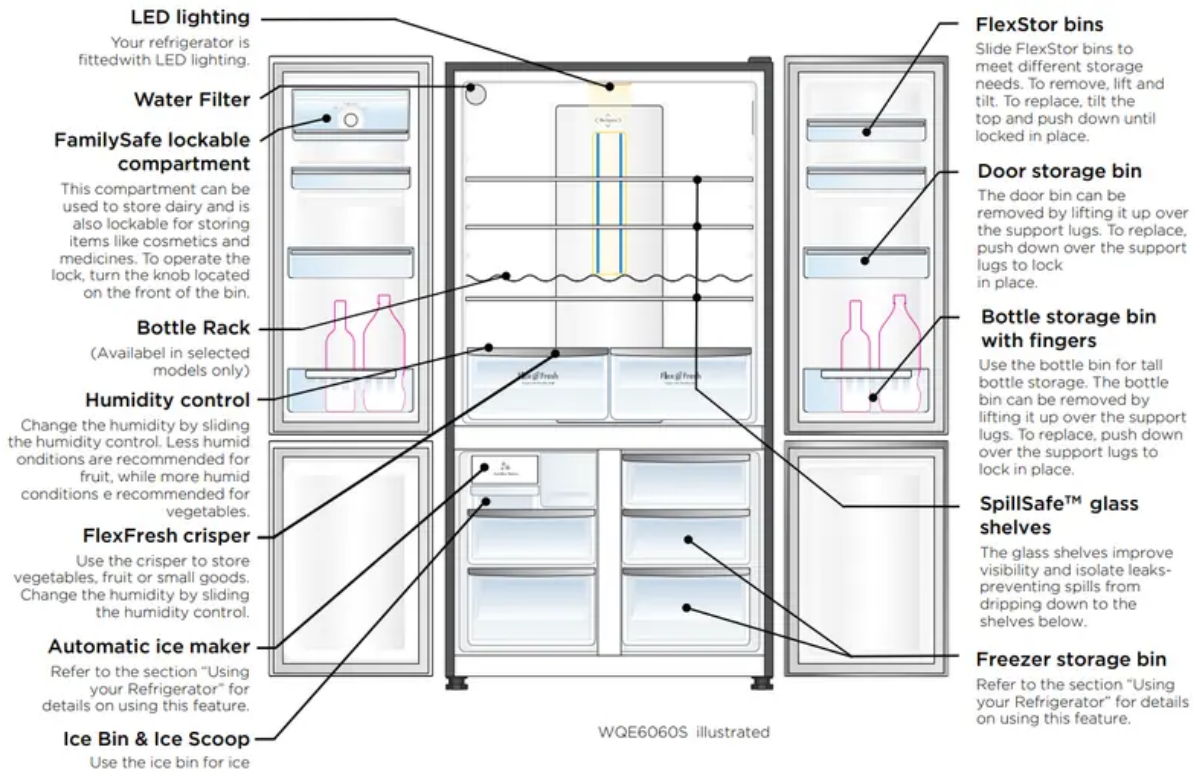 LED lighting
Your refrigerator is
fittedwith LED lighting.
Water Filter
FamilySafe lockable
compartment
This compartment can be
used to store dairy and is
also lockable for storing
items like cosmetics and
medicines. To operate the
lock, turn the knob located
on the front of the bin.
Bottle Rack
(Availabel in selected
models only)
Humidity control
Change the humidity by sliding
the humidity control. Less humid
onditions are recommended for
fruit, while more humid
conditions e recommended for
vegetables.
FlexFresh crisper
Use the crisper to store
vegetables, fruit or small goods.
Change the humidity by sliding
the humidity control.
Automatic ice maker
Refer to the section “Using
your Refrigerator” for
details on using this feature.
Ice Bin & Ice Scoop
Use the ice bin for ice
Fresh
Fresh
WQE6060S illustrated
FlexStor bins
Slide FlexStor bins to
meet different storage
needs. To remove, lift and
tilt. To replace, tilt the
top and push down until
locked in place.
Door storage bin
The door bin can be
removed by lifting it up over
the support lugs. To replace,
push down over the support
lugs to lock
in place.
Bottle storage bin
with fingers
Use the bottle bin for tall
bottle storage. The bottle
bin can be removed by
lifting it up over the support
lugs. To replace, push down
over the support lugs to
lock in place.
SpillSafe™ glass
shelves
The glass shelves improve
visibility and isolate leaks-
preventing spills from
dripping down to the
shelves below.
Freezer storage bin
Refer to the section “Using
your Refrigerator” for details
on using this feature.